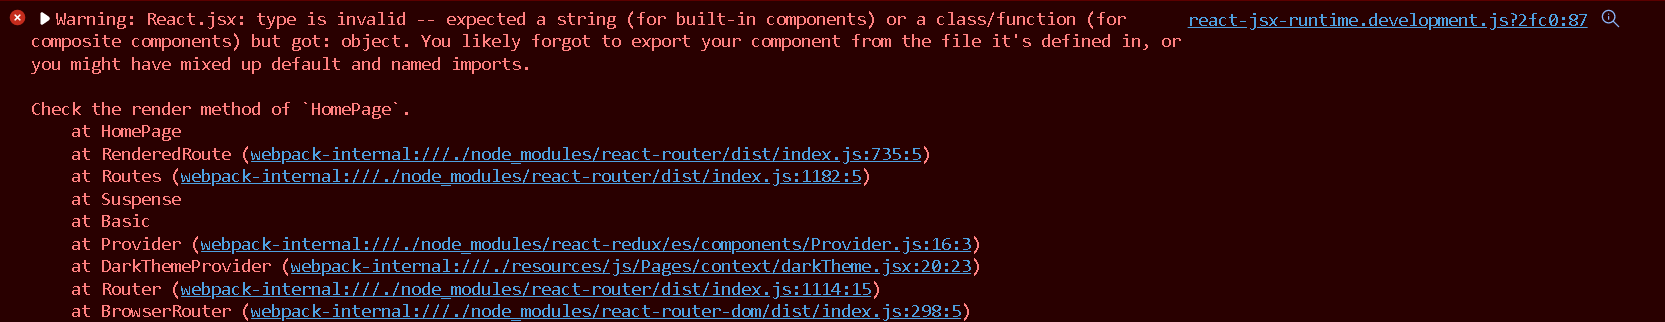 Warning: React.jsx: type is invalid -- expected a string (for built-in components) or a class/function (for react-jsx-runtime.development.js?2fc0:87
composite components) but got: object. You likely forgot to export your component from the file it's defined in, or
you might have mixed up default and named imports.
Check the render method of `HomePage`.
at HomePage
at RenderedRoute (webpack-internal:///./node_modules/react-router/dist/index.js:735:5)
at Routes (webpack-internal:///./node_modules/react-router/dist/index.js:1182:5)
at Suspense
at Basic
at Provider (webpack-internal:///./node_modules/react-redux/es/components/Provider.js:16:3)
at DarkThemeProvider (webpack-internal:///./resources/js/Pages/context/darkTheme.jsx:20:23)
at Router (webpack-internal:///./node_modules/react-router/dist/index.js:1114:15)
at BrowserRouter (webpack-internal:///./node_modules/react-router-dom/dist/index.js:298:5)